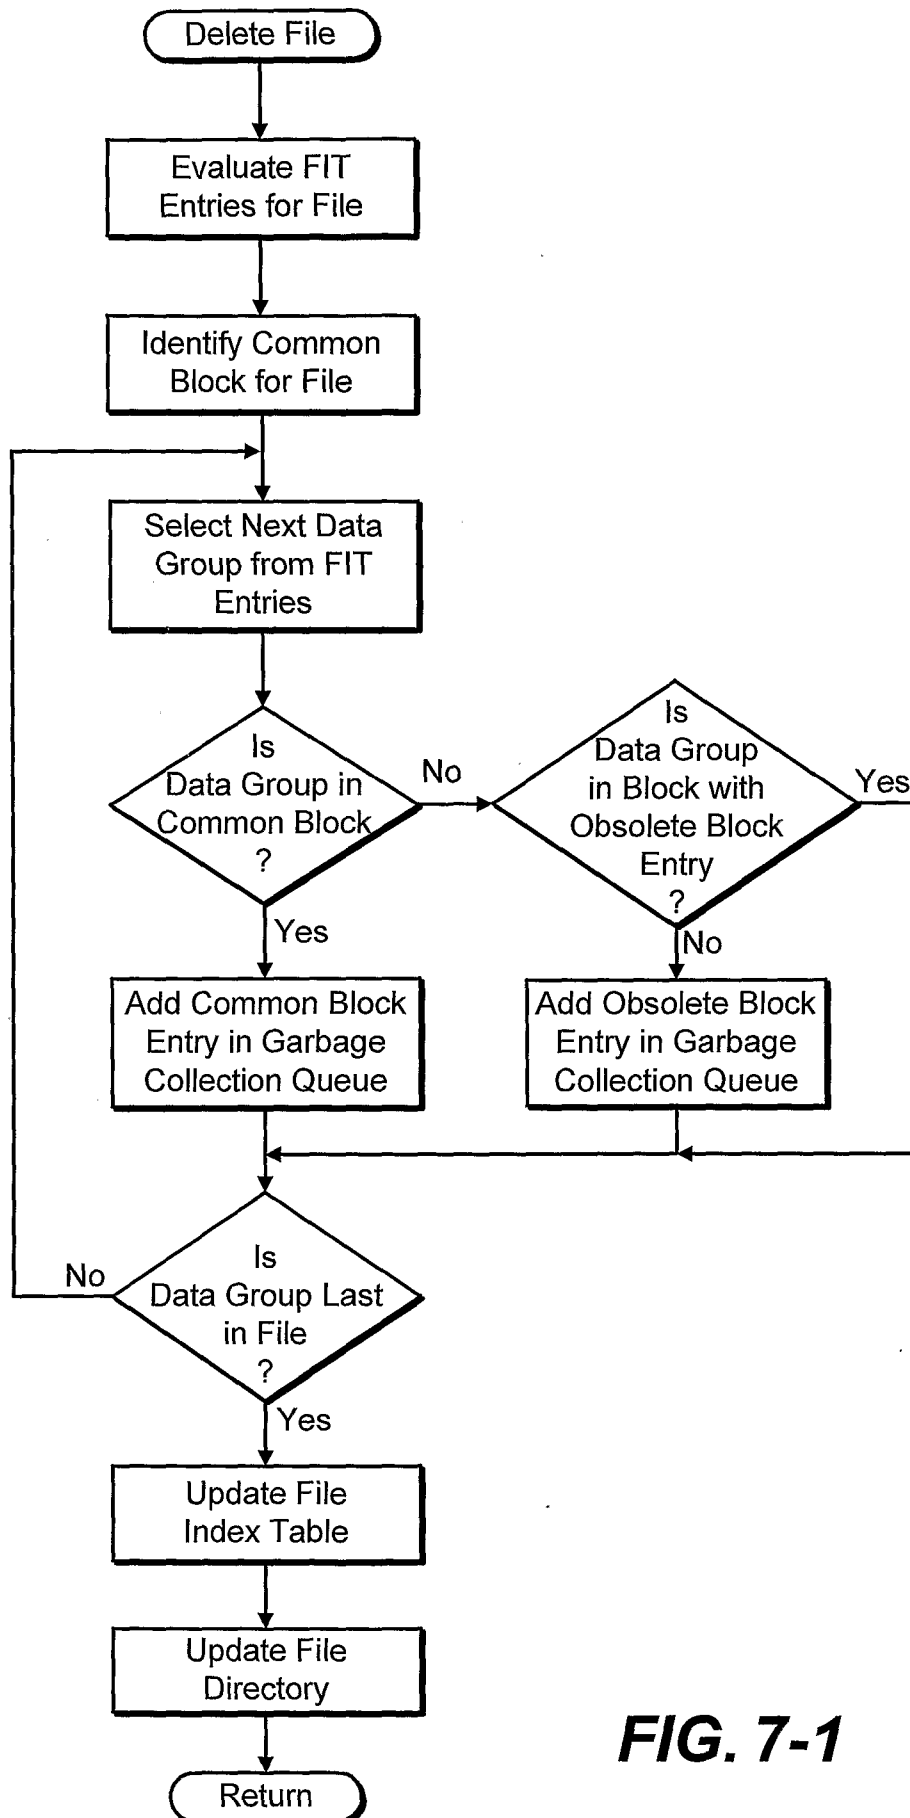 Delete File
Evaluate FIT
Entries for File
Identify Common
Block for File
Select Next Data
Group from FIT
Entries
Is
Data Group in
Common Block
?
No
Is
Data Group
in Block with
Obsolete Block
Entry
?
Yes
Yes
No
Add Common Block
Entry in Garbage
Collection Queue
Add Obsolete Block
Entry in Garbage
Collection Queue
Is
Data Group Last
in File
?
No
Yes
Update File
Index Table
Update File
Directory
Return
FIG. 7-1